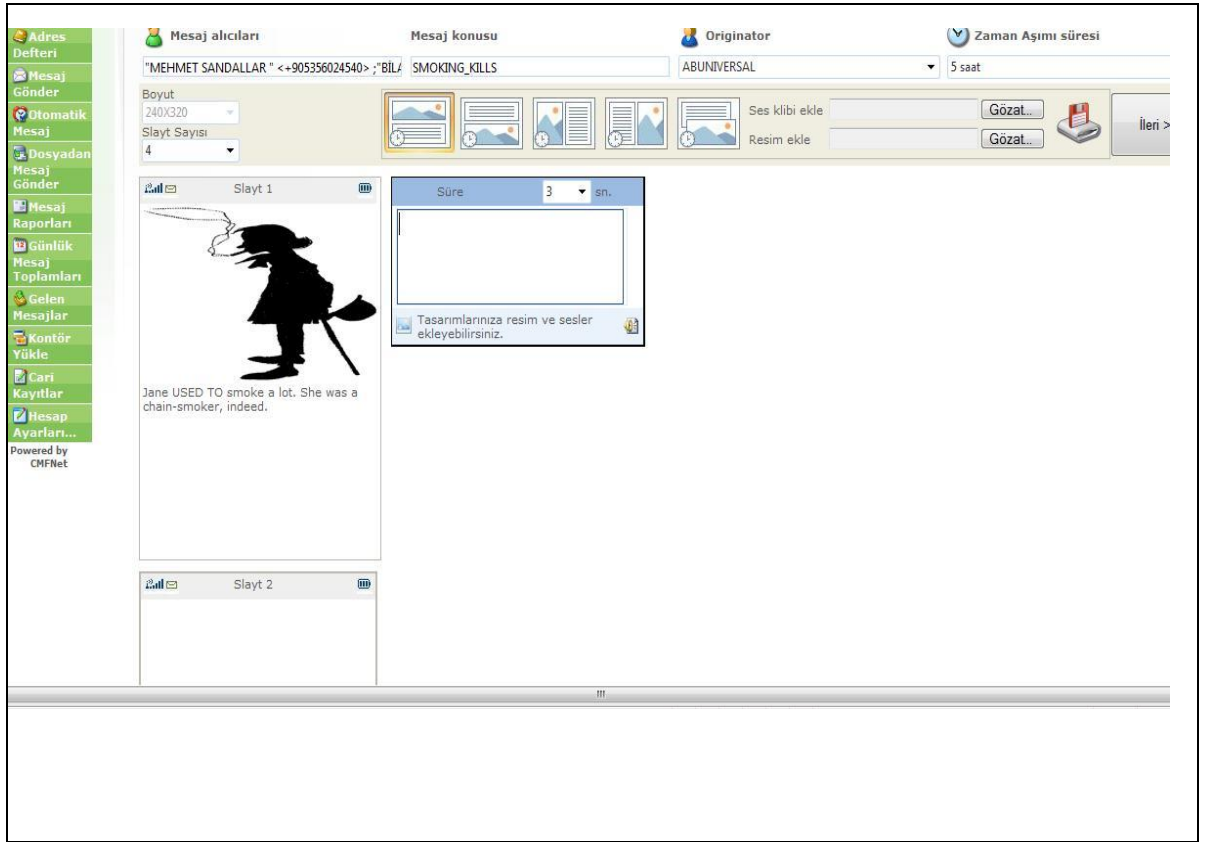 Adres
Defteri
Mesaj
Gönder
Otomatik
Mesaj
Dosyadan
Mesaj
Gönder
Mesaj
Raporları
Günlük
Mesaj
Toplamları
Gelen
Mesajlar
Kontör
Yükle
Cari
Kayıtlar
Hesap
Ayarları...
Powered by
CMFNet
Mesaj alıcıları Mesaj konusu Originator Zaman Aşımı süresi
"MEHMET SANDALLAR " <+905356024540> ;"BİLA SMOKING_KILLS ABUNIVERSAL 5 saat
Boyut
240X320
Slayt Sayısı
4
Ses klibi ekle Gözat...
Resim ekle Gözat...
İleri >
Slayt 1
Jane USED TO smoke a lot. She was a
chain-smoker, indeed.
Süre 3 sn.
Tasarımlarınıza resim ve sesler
ekleyebilirsiniz.
Slayt 2